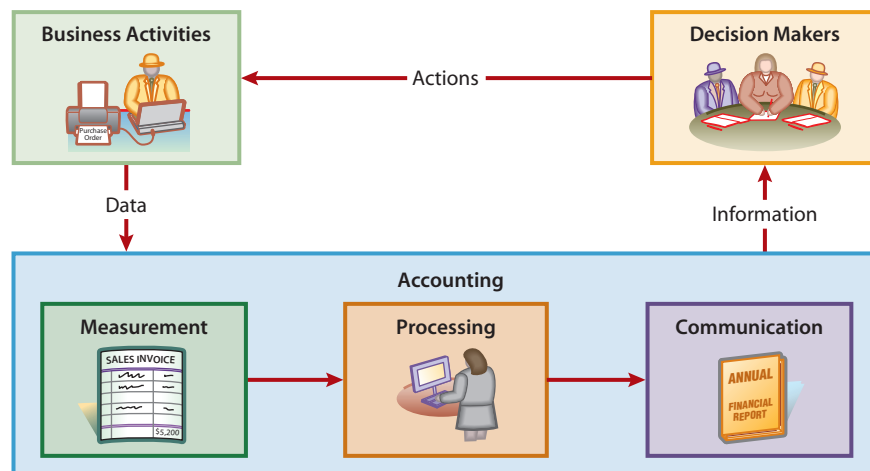 Business Activities
Purchase
Order
Decision Makers
Actions
Data
Information
Accounting
Measurement
SALES INVOICE
$5,200
Processing
Communication
ANNUAL
FINANCIAL
REPORT